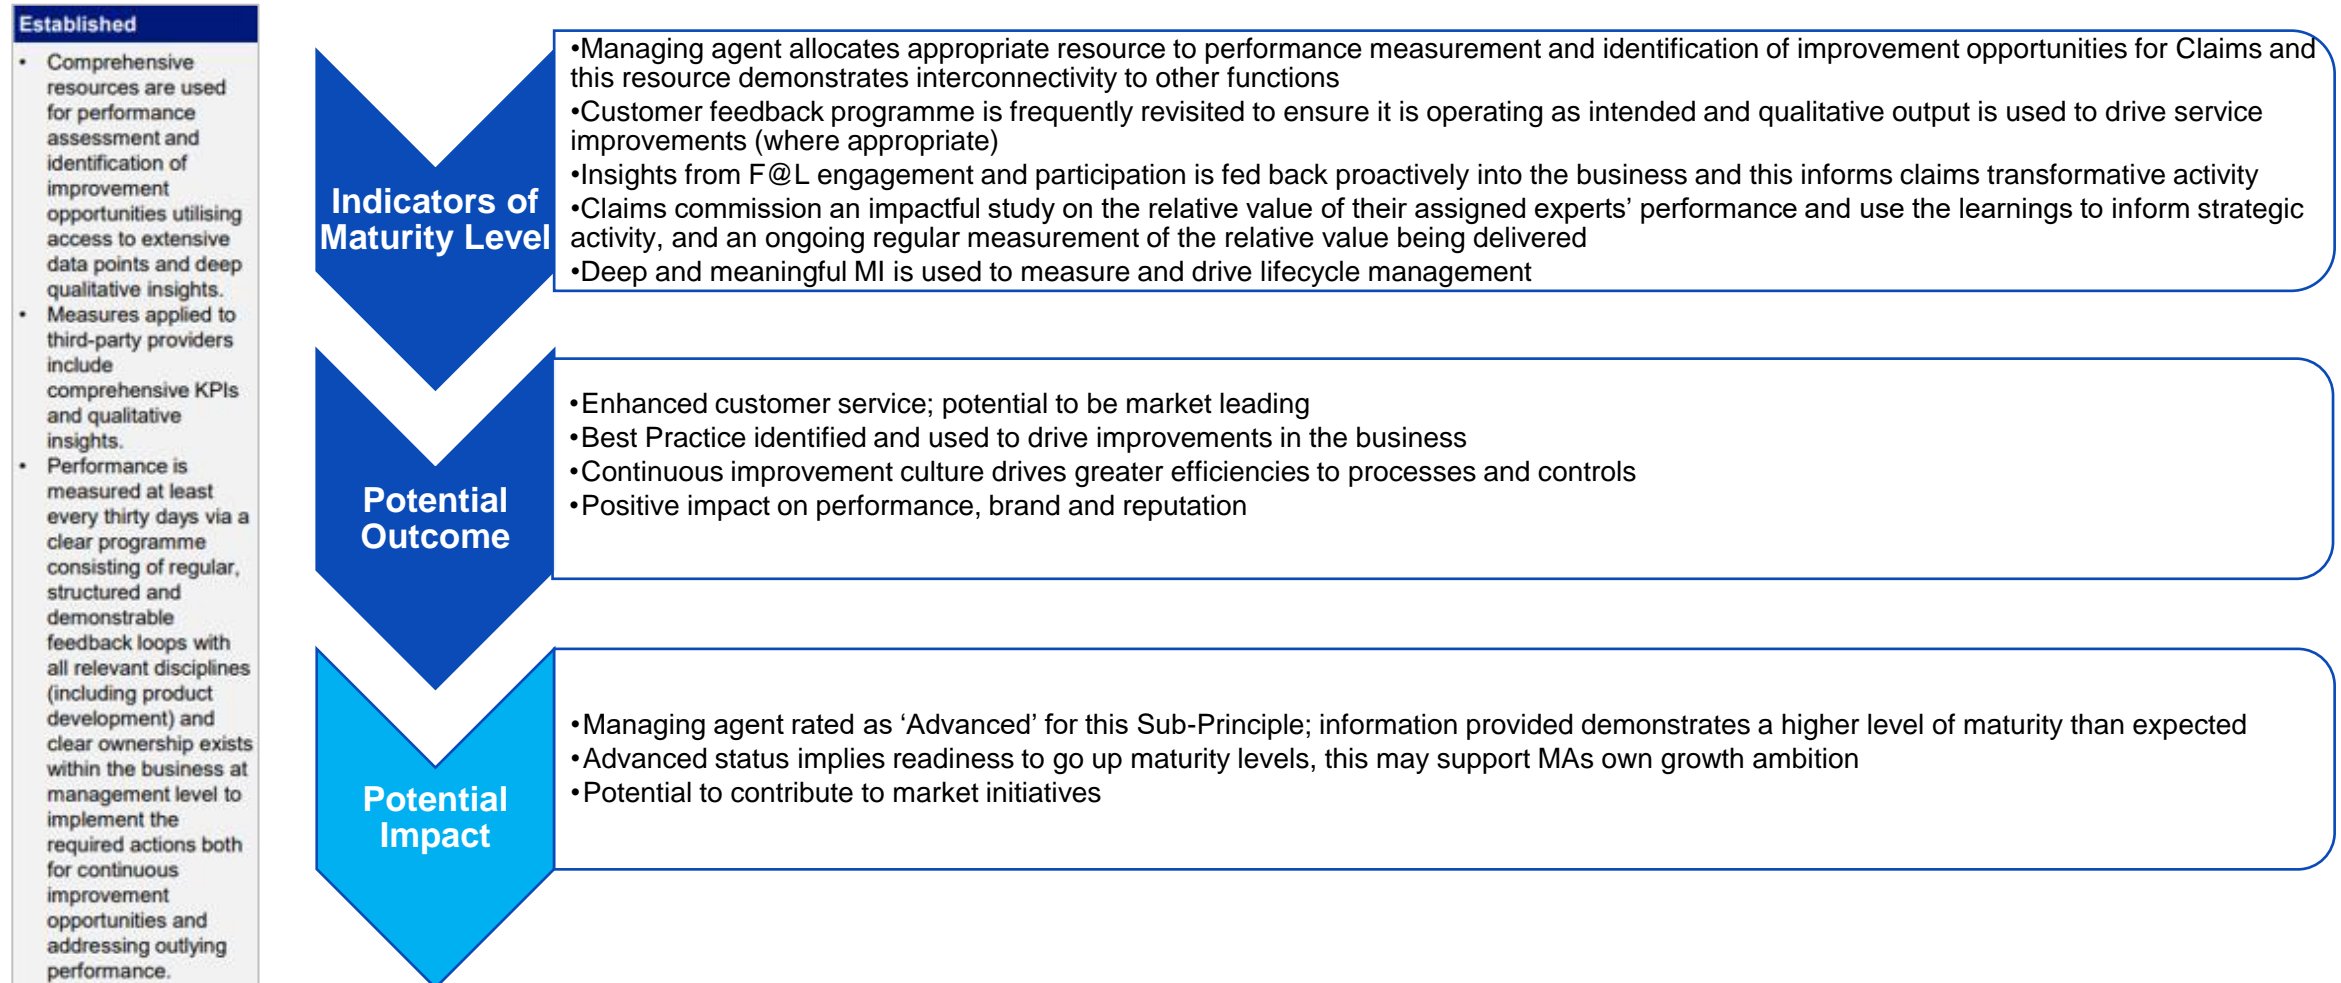 Established
• Comprehensive
resources are used
for performance
assessment and
identification of
improvement
opportunities utilising
access to extensive
data points and deep
qualitative insights.
• Measures applied to
third-party providers
include
comprehensive KPIs
and qualitative
insights.
• Performance is
measured at least
every thirty days via a
clear programme
consisting of regular,
structured and
demonstrable
feedback loops with
all relevant disciplines
(including product
development) and
clear ownership exists
within the business at
management level to
implement the
required actions both
for continuous
improvement
opportunities and
addressing outlying
performance.
Indicators of
Maturity Level
•Managing agent allocates appropriate resource to performance measurement and identification of improvement opportunities for Claims and
this resource demonstrates interconnectivity to other functions
•Customer feedback programme is frequently revisited to ensure it is operating as intended and qualitative output is used to drive service
improvements (where appropriate)
•Insights from F@L engagement and participation is fed back proactively into the business and this informs claims transformative activity
•Claims commission an impactful study on the relative value of their assigned experts’ performance and use the learnings to inform strategic
activity, and an ongoing regular measurement of the relative value being delivered
•Deep and meaningful MI is used to measure and drive lifecycle management
Potential
Outcome
•Enhanced customer service; potential to be market leading
•Best Practice identified and used to drive improvements in the business
•Continuous improvement culture drives greater efficiencies to processes and controls
•Positive impact on performance, brand and reputation
Potential
Impact
•Managing agent rated as ‘Advanced’ for this Sub-Principle; information provided demonstrates a higher level of maturity than expected
•Advanced status implies readiness to go up maturity levels, this may support MAs own growth ambition
•Potential to contribute to market initiatives